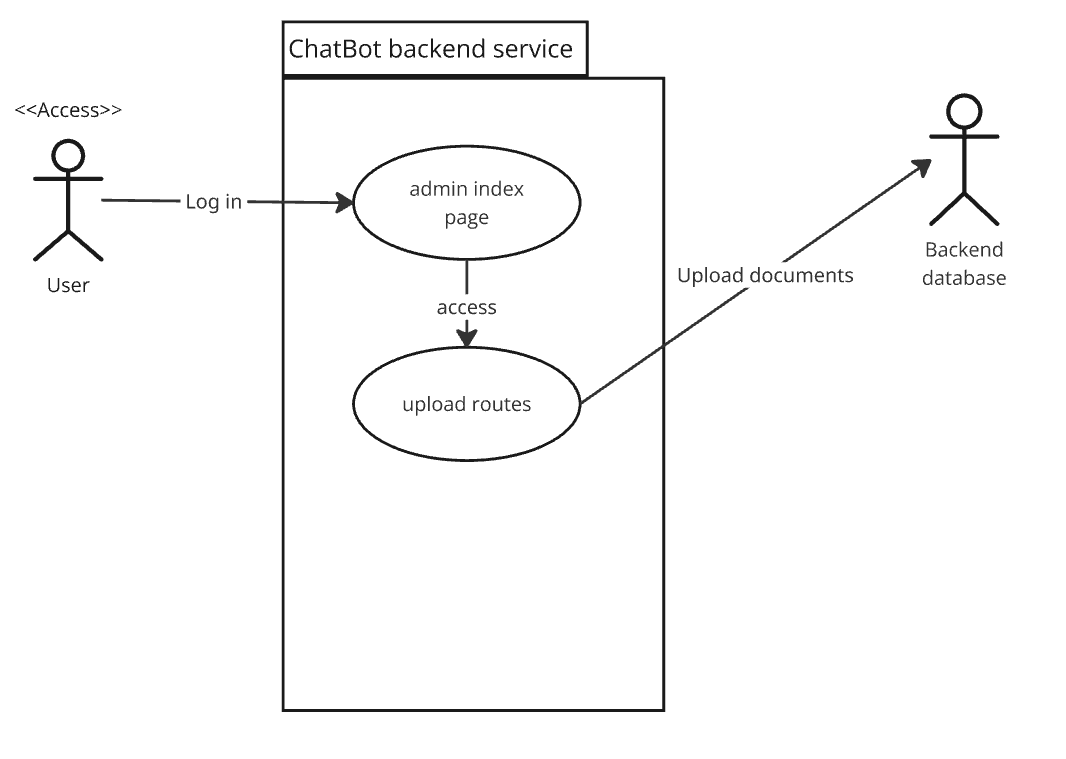 ChatBot backend service
<<Access>>
User
Log in
admin index
page
access
upload routes
Upload documents
Backend
database